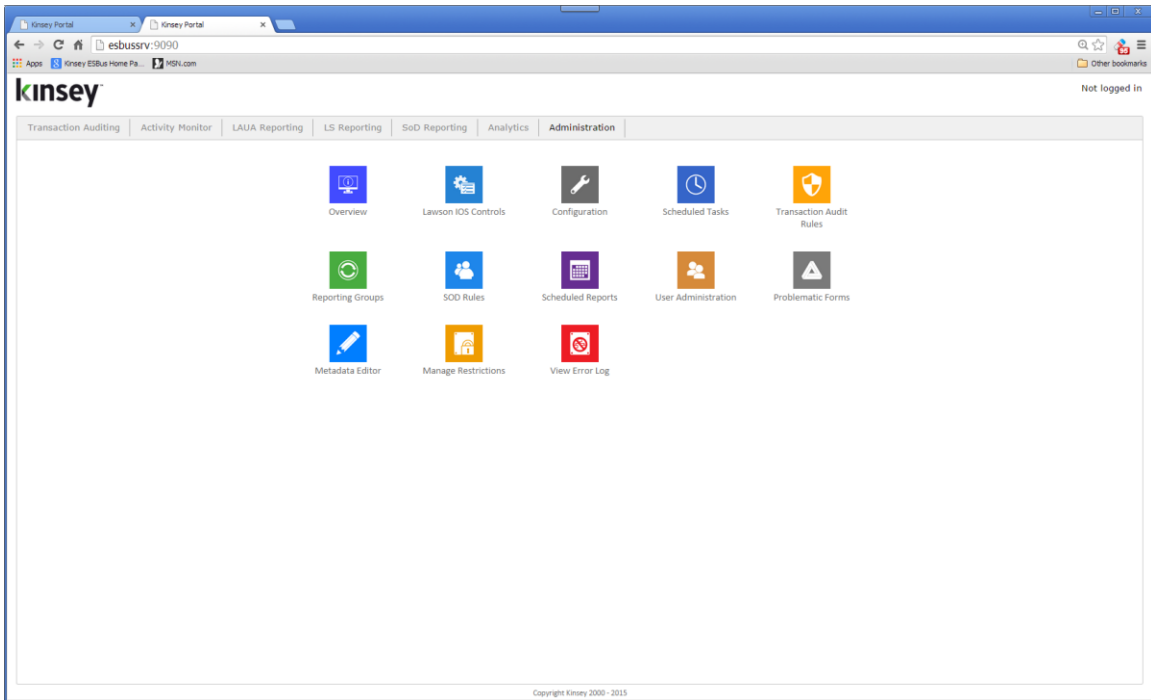 Kinsey Portal
Kinsey Portal
esbussrv:9090
Apps Kinsey ESBus Home Pa... MSN.com Other bookmarks
kinsey
Not logged in
Transaction Auditing Activity Monitor LAUA Reporting LS Reporting SoD Reporting Analytics Administration
Overview Lawson IOS Controls Configuration Scheduled Tasks Transaction Audit
Rules
Reporting Groups SOD Rules Scheduled Reports User Administration Problematic Forms
Metadata Editor Manage Restrictions View Error Log
Copyright Kinsey 2000 - 2015